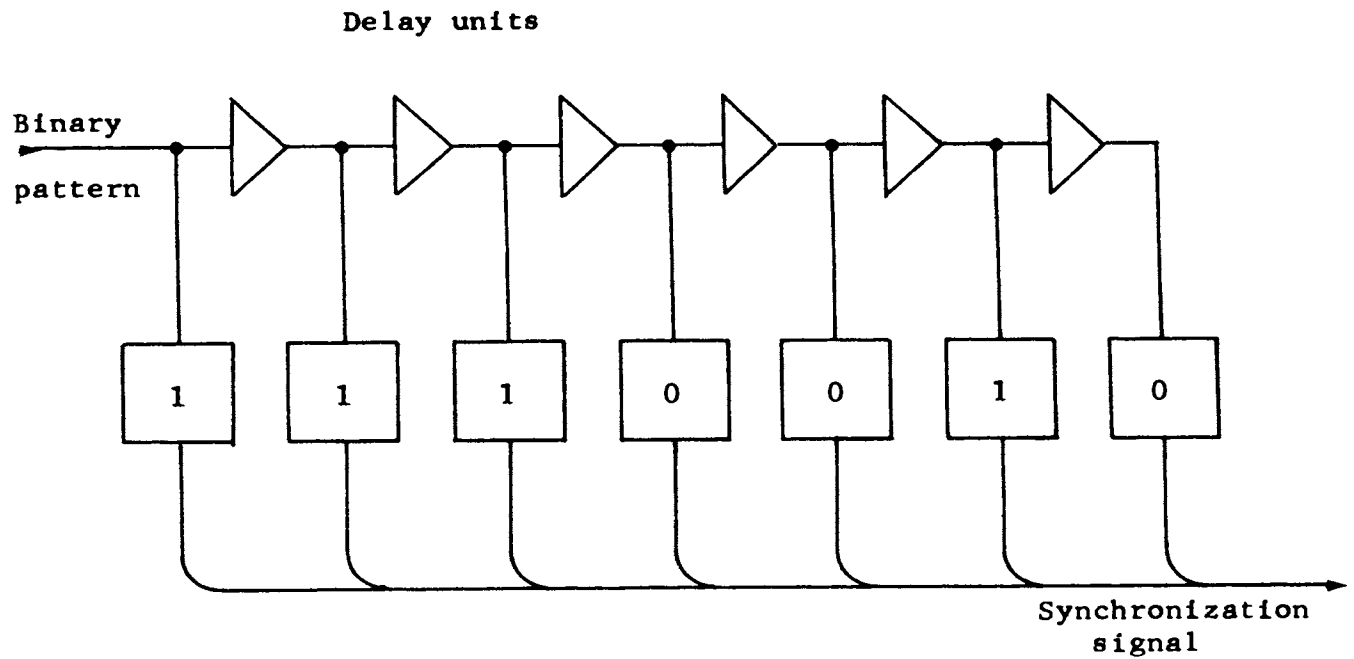 Delay units
Binary
pattern
1 1 1 0 0 1 0
Synchronization
signal